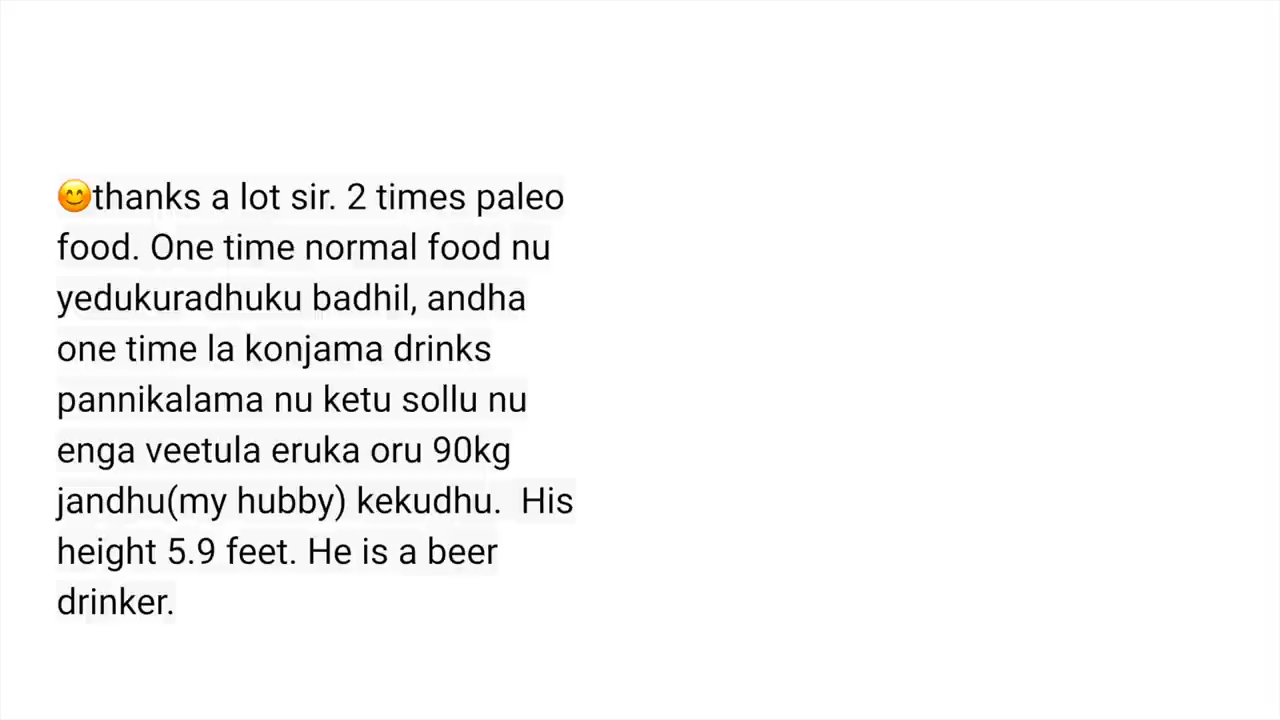 😊thanks a lot sir. 2 times paleo
food. One time normal food nu
yedukuradhuku badhil, andha
one time la konjama drinks
pannikalama nu ketu sollu nu
enga veetula eruka oru 90kg
jandhu(my hubby) kekudhu.  His
height 5.9 feet. He is a beer
drinker.